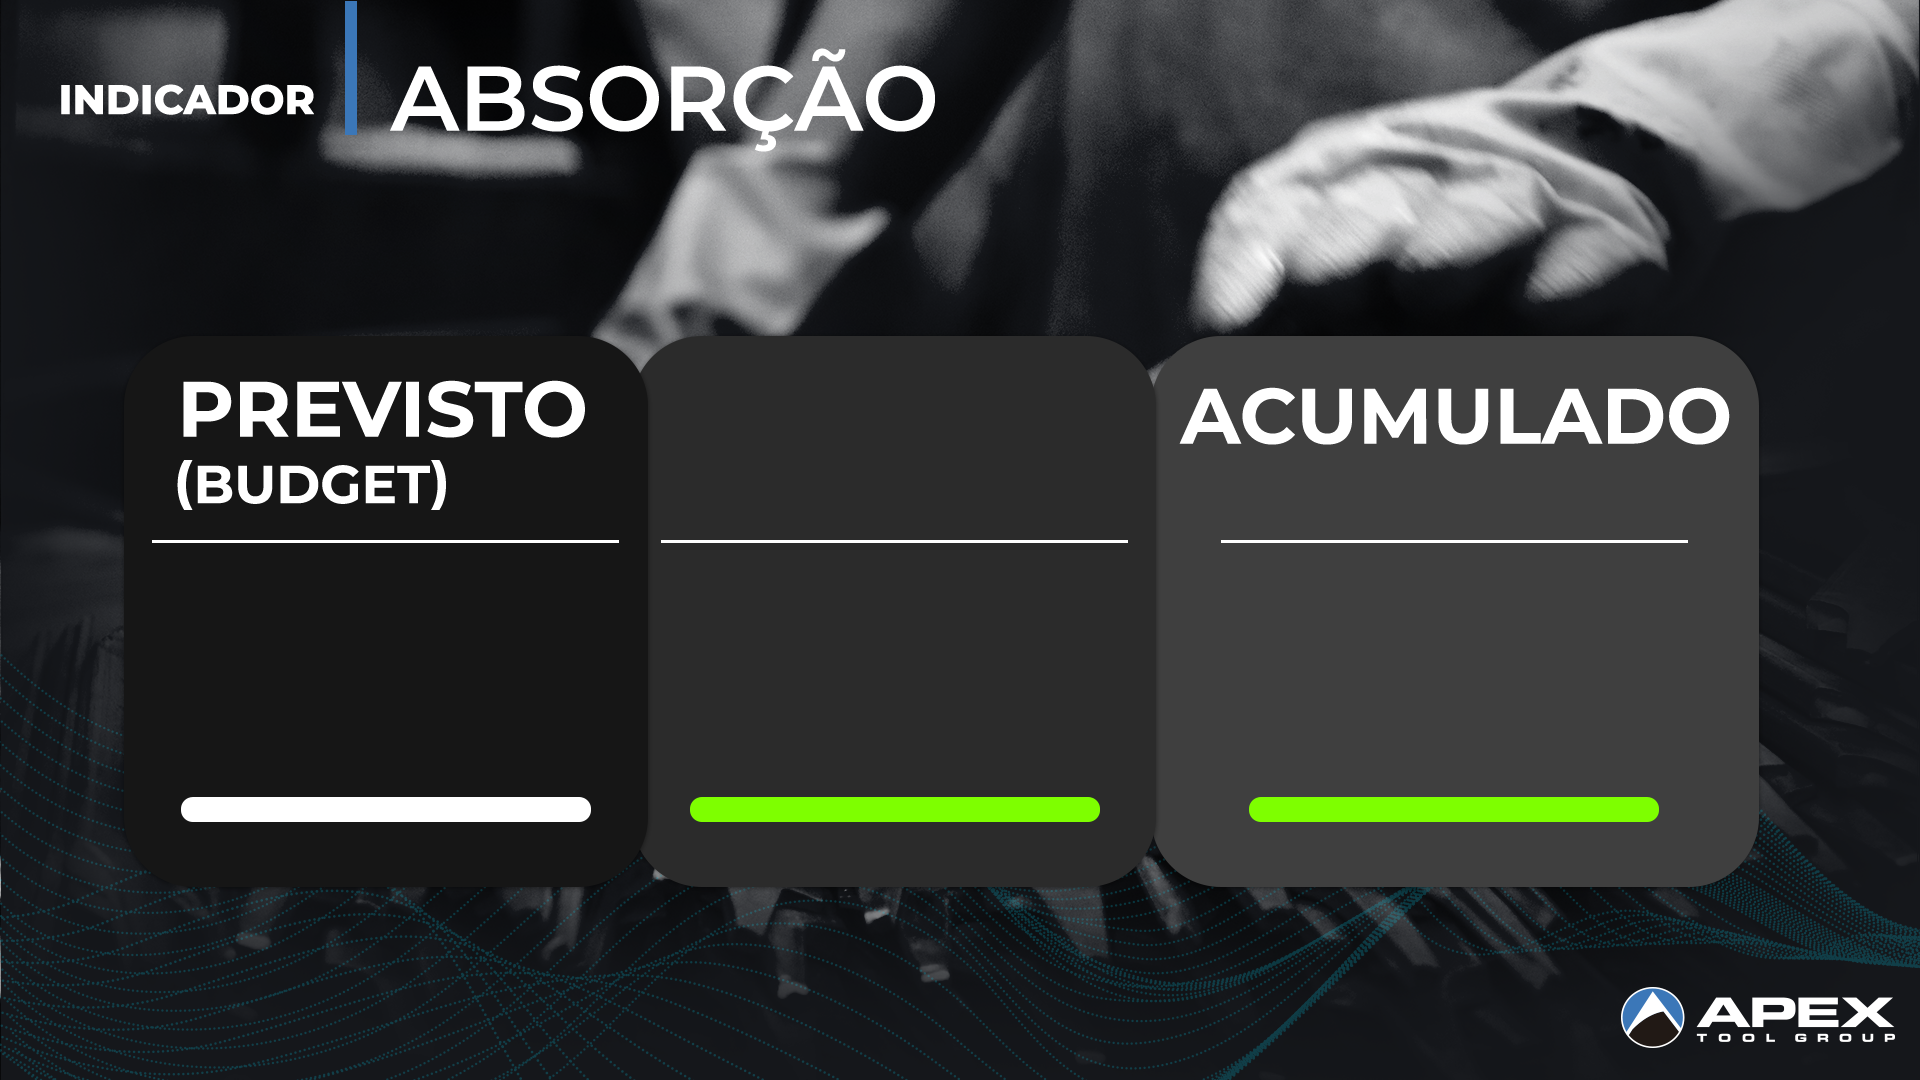 INDICADOR
ABSORÇÃO
PREVISTO
(BUDGET)
ACUMULADO
APEX
TOOL GROUP